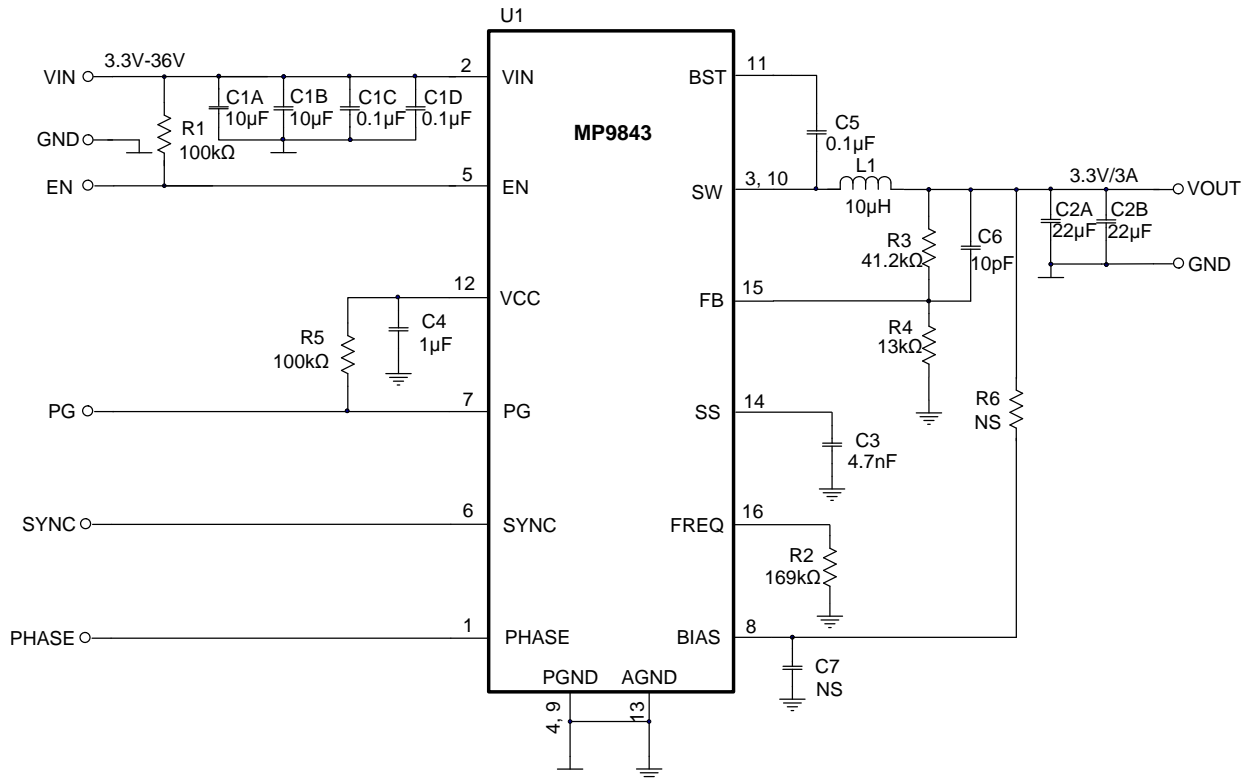 U1
3.3V-36V
VIN
2
VIN
C1A
10µF
C1B
10µF
C1C
0.1µF
C1D
0.1µF
R1
100kΩ
GND
EN
5
EN
MP9843
BST
11
C5
0.1µF
SW
3, 10
L1
10µH
3.3V/3A
VOUT
C2A
22µF
C2B
22µF
GND
R3
41.2kΩ
C6
10pF
12
VCC
FB
15
R5
100kΩ
C4
1µF
R4
13kΩ
PG
7
PG
SS
14
C3
4.7nF
R6
NS
SYNC
6
SYNC
FREQ
16
R2
169kΩ
PHASE
1
PHASE
BIAS
8
C7
NS
PGND
AGND
4, 9
13